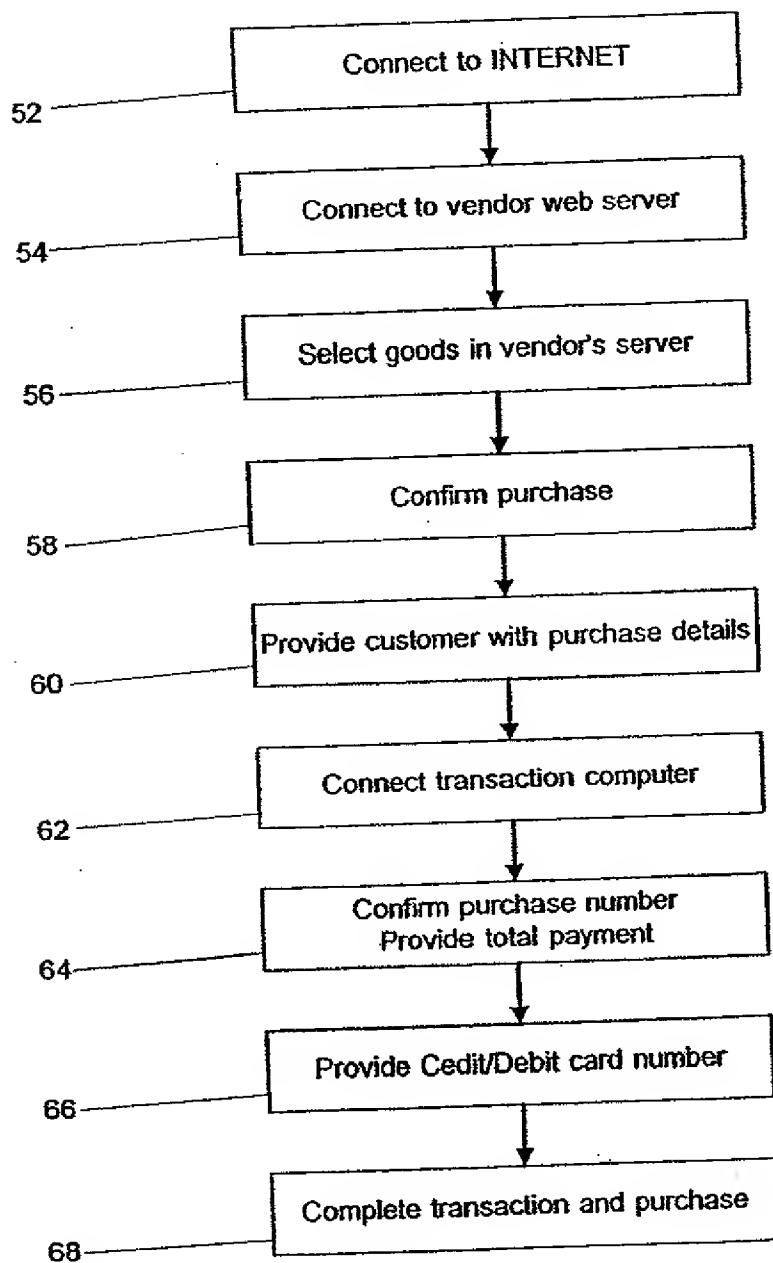 Connect to INTERNET
52
Connect to vendor web server
54
Select goods in vendor's server
56
Confirm purchase
58
Provide customer with purchase details
60
Connect transaction computer
62
Confirm purchase number
Provide total payment
64
Provide Cedit/Debit card number
66
Complete transaction and purchase
68